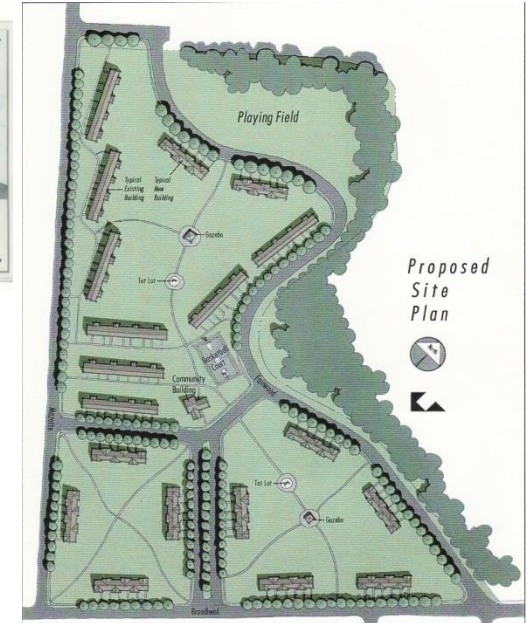 Playing Field
Typical
Existing
Building
Typical
New
Building
Gazebo
Tot Lot
Proposed
Site
Plan
Basketball
Court
Community
Building
Tot Lot
Gazebo